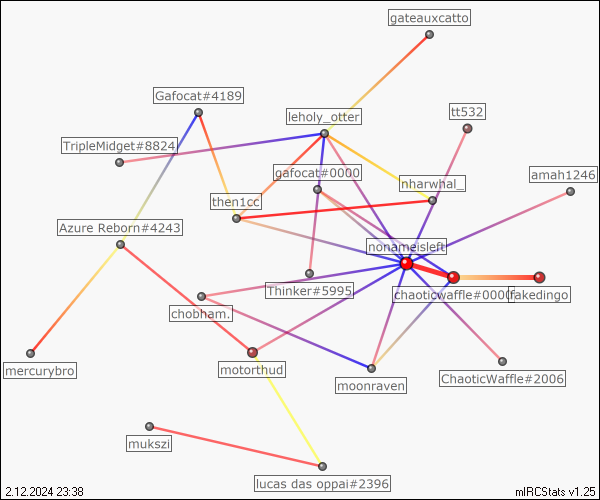 gateauxcatto
Gafocat#4189
leholy_otter
tt532
TripleMidget#8824
gafocat#0000
nharwhal_
amah1246
then1cc
Azure Reborn#4243
nonameisleft
Thinker#5995
chaoticwaffle#0000
fakedingo
chobham.
mercurybro
motorthud
moonraven
ChaoticWaffle#2006
mukszi
lucas das oppai#2396
2.12.2024 23:38
mIRCStats v1.25